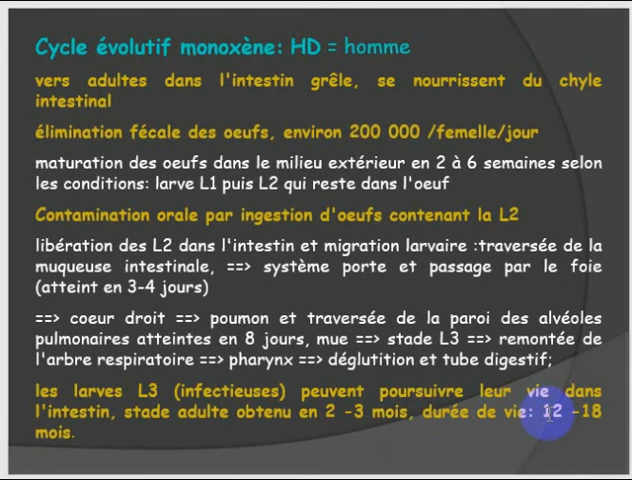 Cycle évolutif monoxène: HD = homme
vers adultes dans l'intestin grêle, se nourrissent du chyle
intestinal
élimination fécale des oeufs, environ 200 000 /femelle/jour
maturation des oeufs dans le milieu extérieur en 2 à 6 semaines selon
les conditions: larve L1 puis L2 qui reste dans l'oeuf
Contamination orale par ingestion d'oeufs contenant la L2
libération des L2 dans l'intestin et migration larvaire :traversée de la
muqueuse intestinale, ==> système porte et passage par le foie
(atteint en 3-4 jours)
==> coeur droit ==> poumon et traversée de la paroi des alvéoles
pulmonaires atteintes en 8 jours, mue ==> stade L3 ==> remontée de
l'arbre respiratoire ==> pharynx ==> déglutition et tube digestif;
les larves L3 (infectieuses) peuvent poursuivre leur vie dans
l'intestin, stade adulte obtenu en 2 -3 mois, durée de vie: 12 -18
mois.